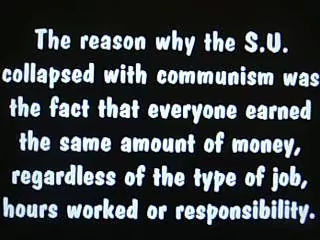 The reason why the S.U.
collapsed with communism was
the fact that everyone earned
the same amount of money,
regardless of the type of job,
hours worked or responsibility.